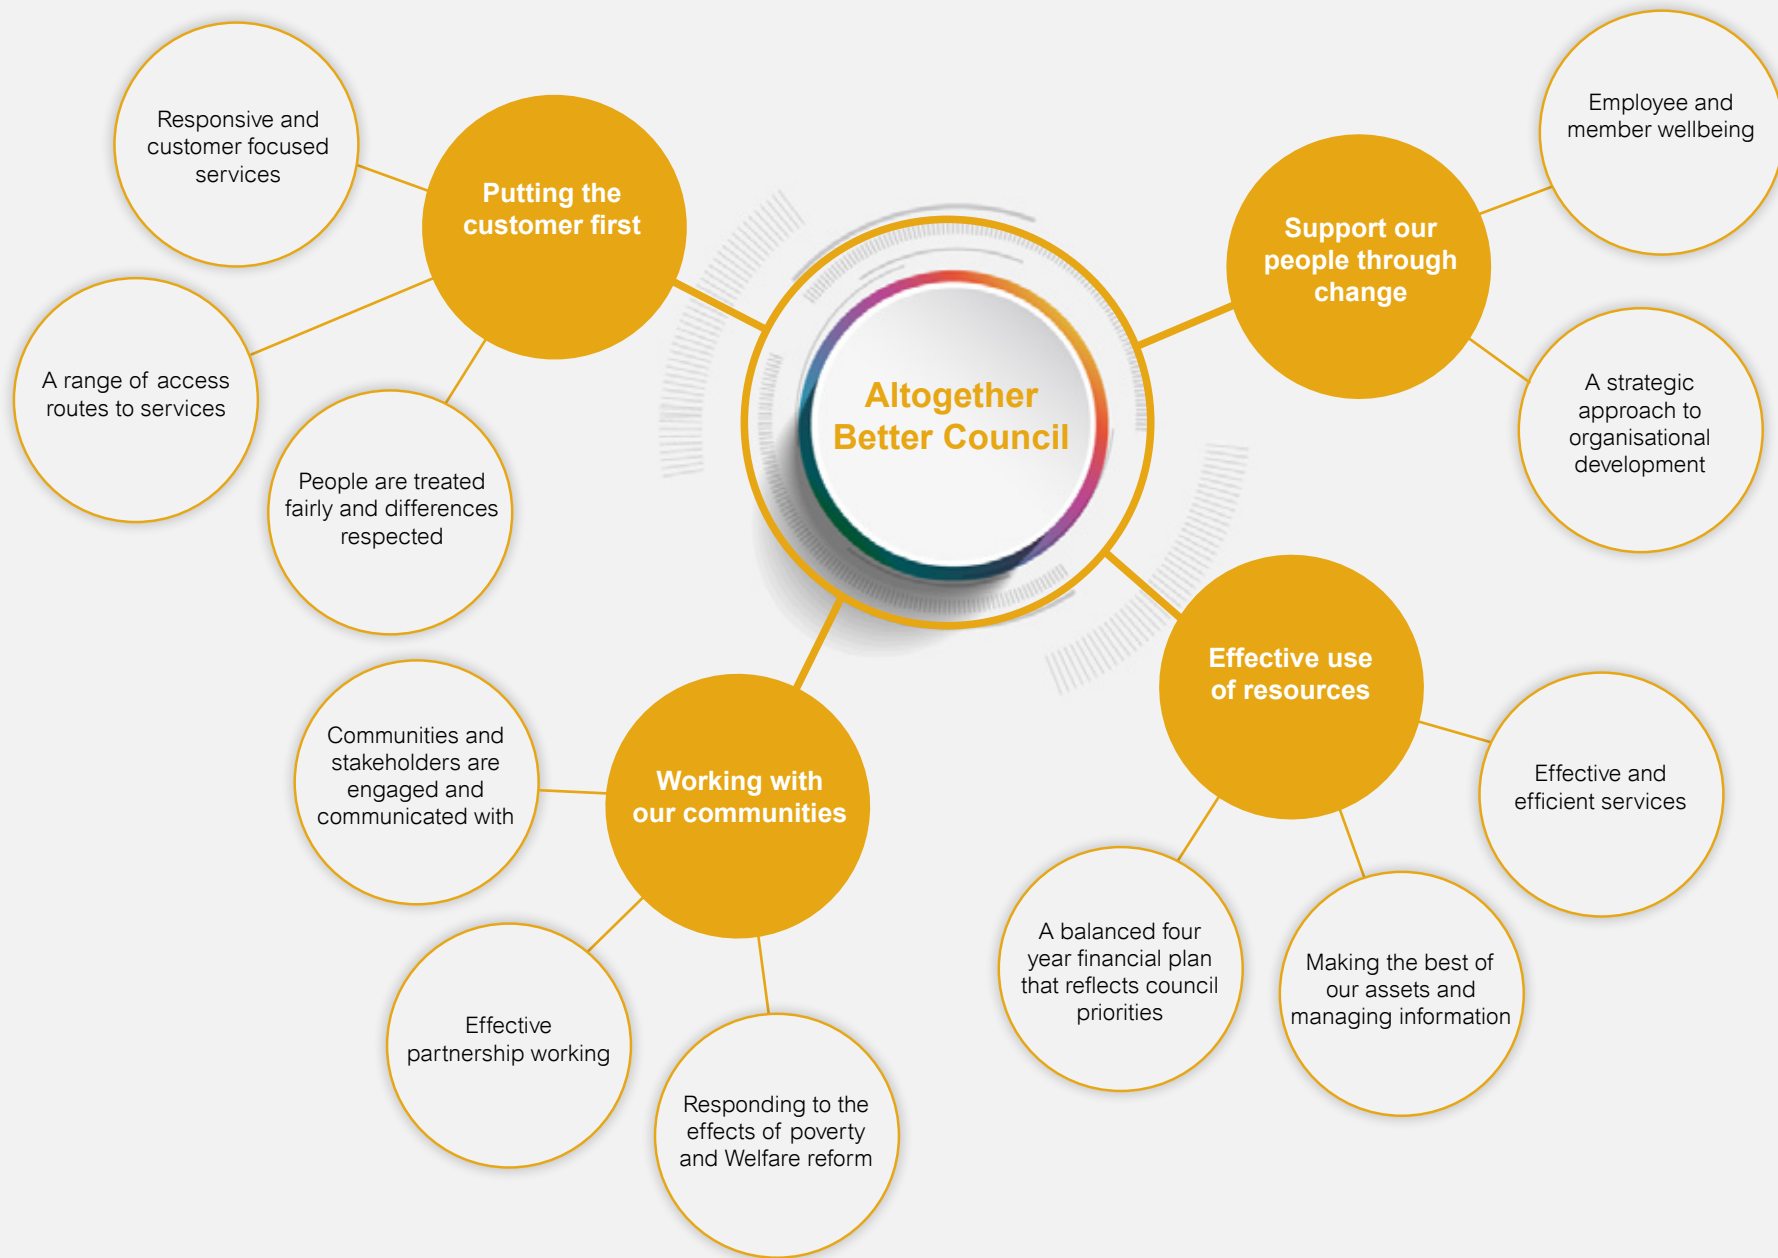 Responsive and
customer focused
services
Putting the
customer first
A range of access
routes to services
People are treated
fairly and differences
respected
Altogether
Better Council
Employee and
member wellbeing
Support our
people through
change
A strategic
approach to
organisational
development
Communities and
stakeholders are
engaged and
communicated with
Working with
our communities
Effective
partnership working
Responding to the
effects of poverty
and Welfare reform
Effective use
of resources
Effective and
efficient services
A balanced four
year financial plan
that reflects council
priorities
Making the best of
our assets and
managing information